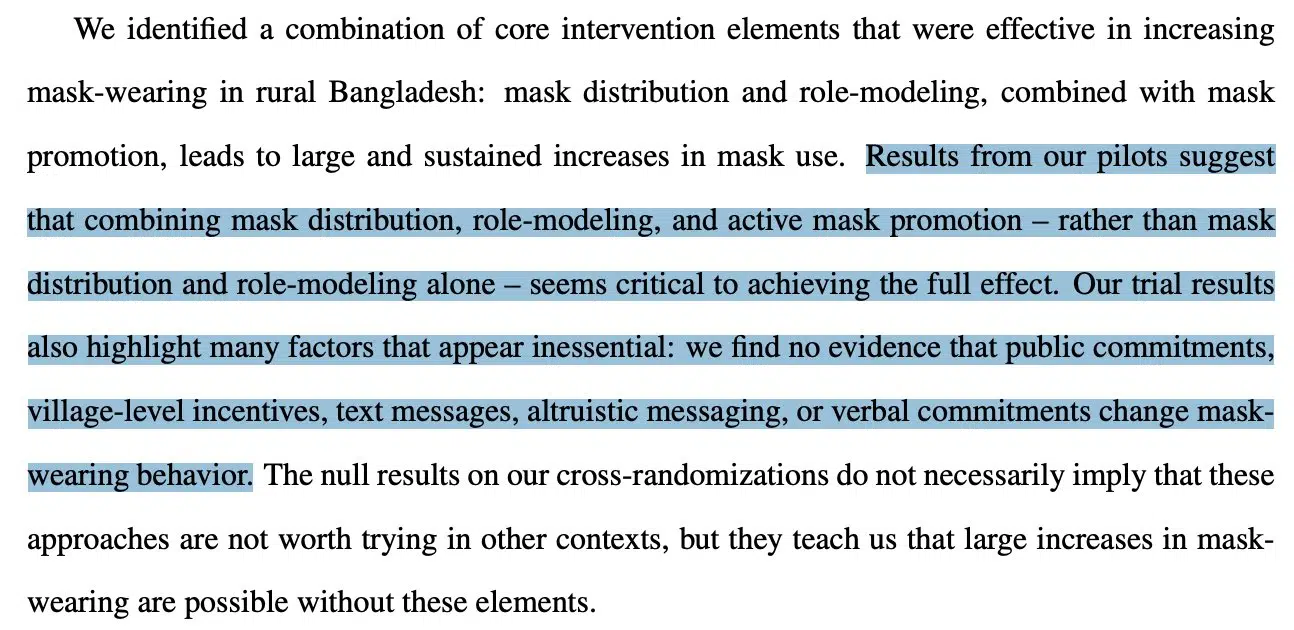 We identified a combination of core intervention elements that were effective in increasing
mask-wearing in rural Bangladesh: mask distribution and role-modeling, combined with mask
promotion, leads to large and sustained increases in mask use. Results from our pilots suggest
that combining mask distribution, role-modeling, and active mask promotion – rather than mask
distribution and role-modeling alone – seems critical to achieving the full effect. Our trial results
also highlight many factors that appear inessential: we find no evidence that public commitments,
village-level incentives, text messages, altruistic messaging, or verbal commitments change mask-
wearing behavior. The null results on our cross-randomizations do not necessarily imply that these
approaches are not worth trying in other contexts, but they teach us that large increases in mask-
wearing are possible without these elements.